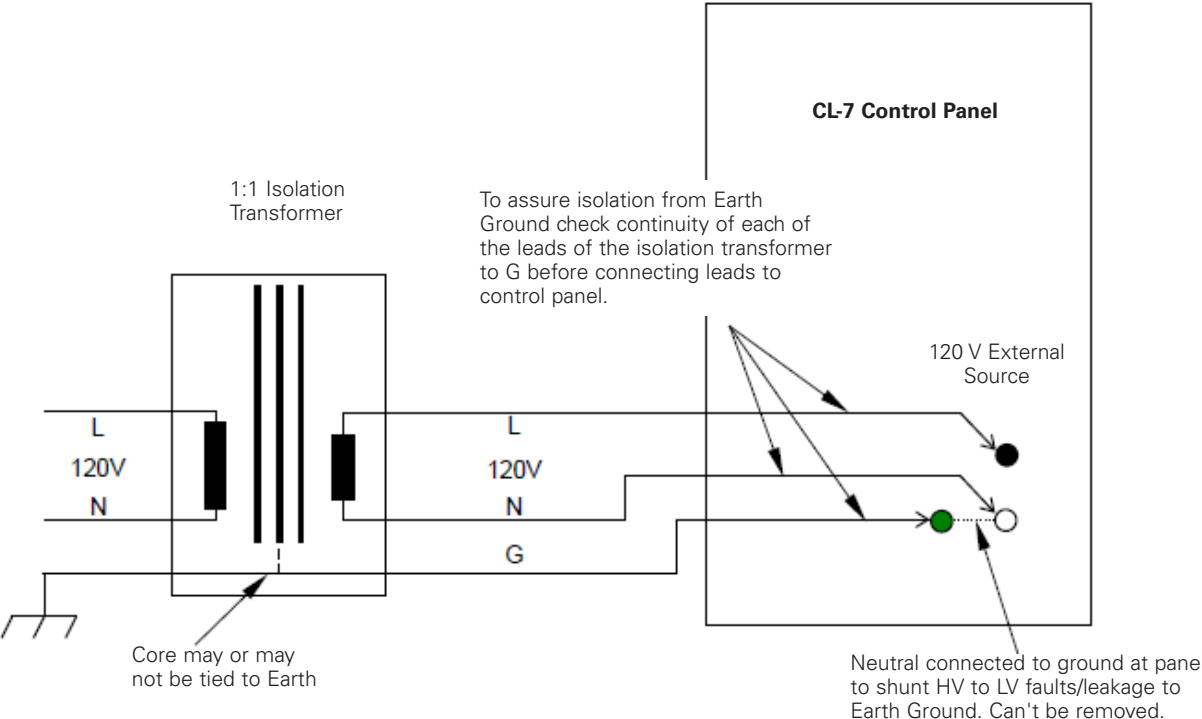 CL-7 Control Panel
1:1 Isolation
Transformer
To assure isolation from Earth
Ground check continuity of each of
the leads of the isolation transformer
to G before connecting leads to
control panel.
120 V External
Source
L
120V
N
L
120V
N
G
Core may or may
not be tied to Earth
Neutral connected to ground at pane
to shunt HV to LV faults/leakage to
Earth Ground. Can't be removed.